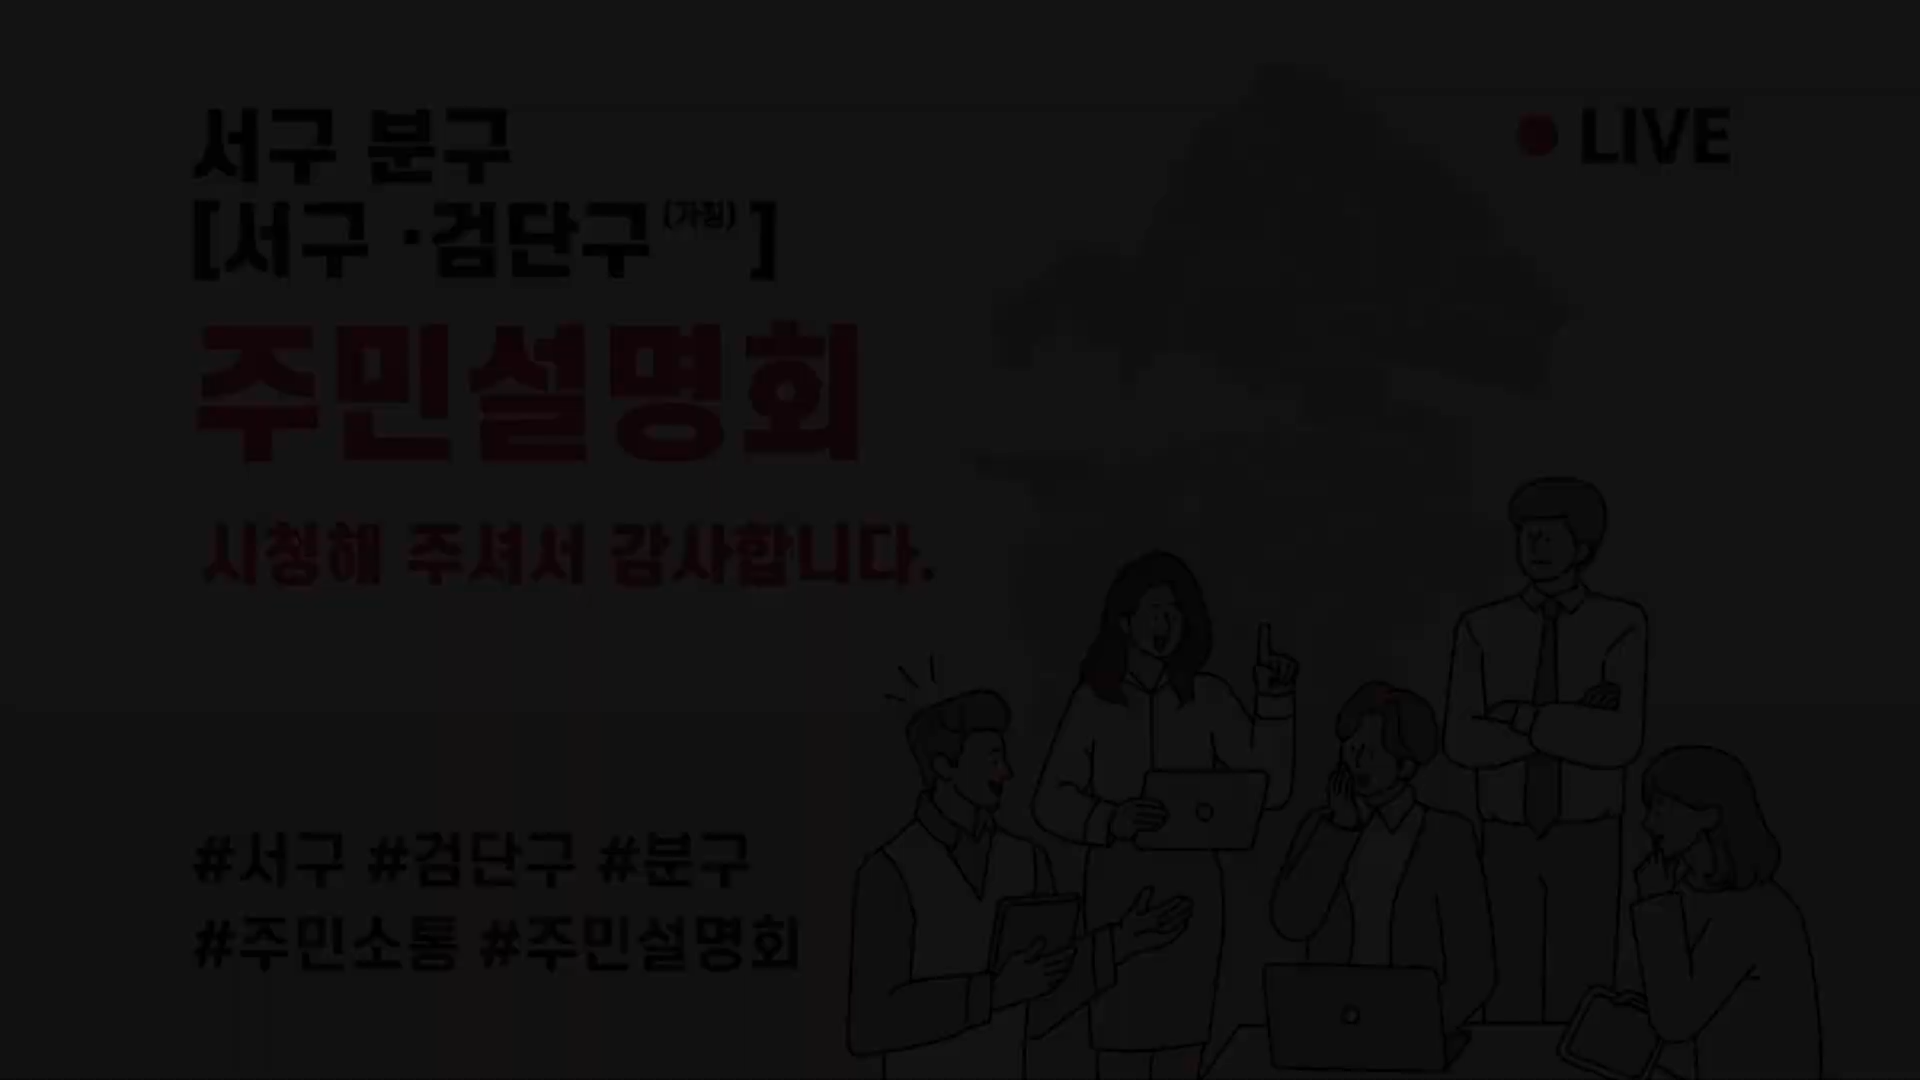 서구 분구
LIVE
[서구 ·검단구(가칭)]
주민설명회
시청해 주셔서 감사합니다.
#서구 #검단구 #분구
#주민소통 #주민설명회